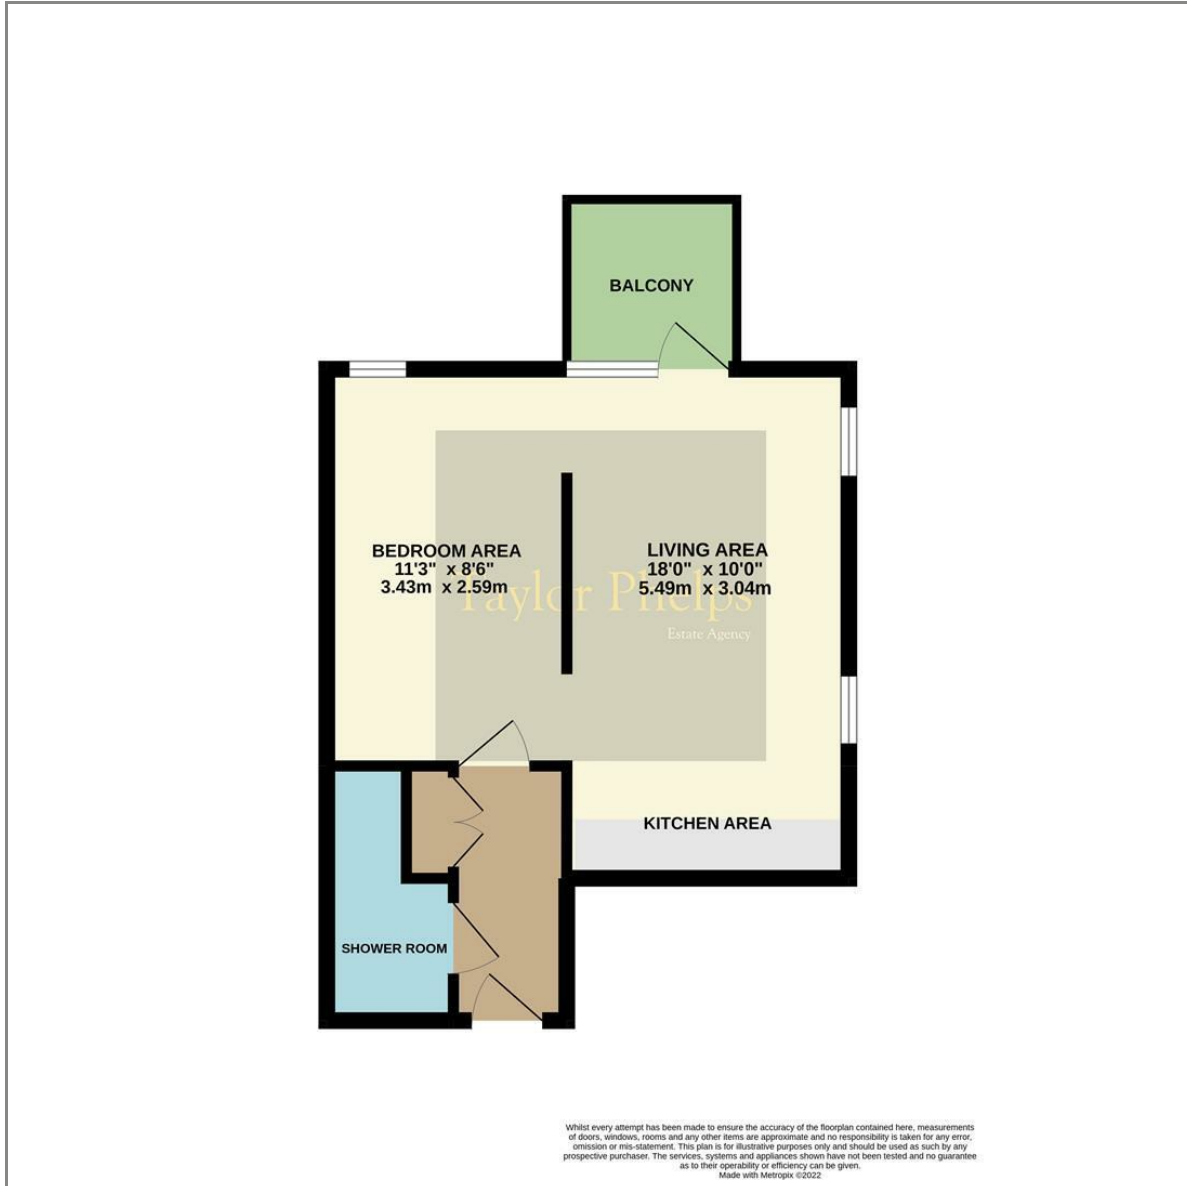 BALCONY
BEDROOM AREA
11'3" x 8'6"
3.43m x 2.59m
LIVING AREA
18'0" x 10'0"
5.49m x 3.04m
Taylor Phelps
Estate Agency
KITCHEN AREA
SHOWER ROOM
Whilst every attempt has been made to ensure the accuracy of the floorplan contained here, measurements
of doors, windows, rooms and any other items are approximate and no responsibility is taken for any error,
omission or mis-statement. This plan is for illustrative purposes only and should be used as such by any
prospective purchaser. The services, systems and appliances shown have not been tested and no guarantee
as to their operability or efficiency can be given.
Made with Metropix ©2022